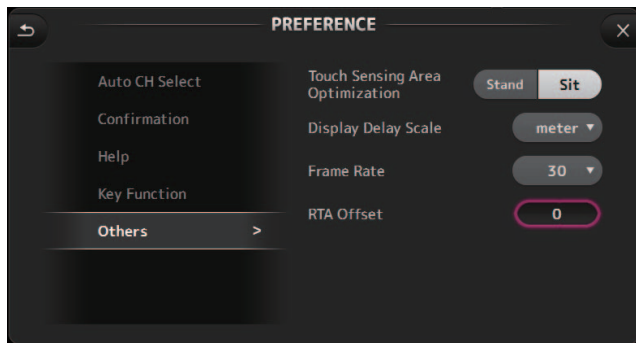 PREFERENCE
Auto CH Select
Confirmation
Help
Key Function
Others >
Touch Sensing Area
Optimization
Stand Sit
Display Delay Scale
meter ▼
Frame Rate
30 ▼
RTA Offset
0